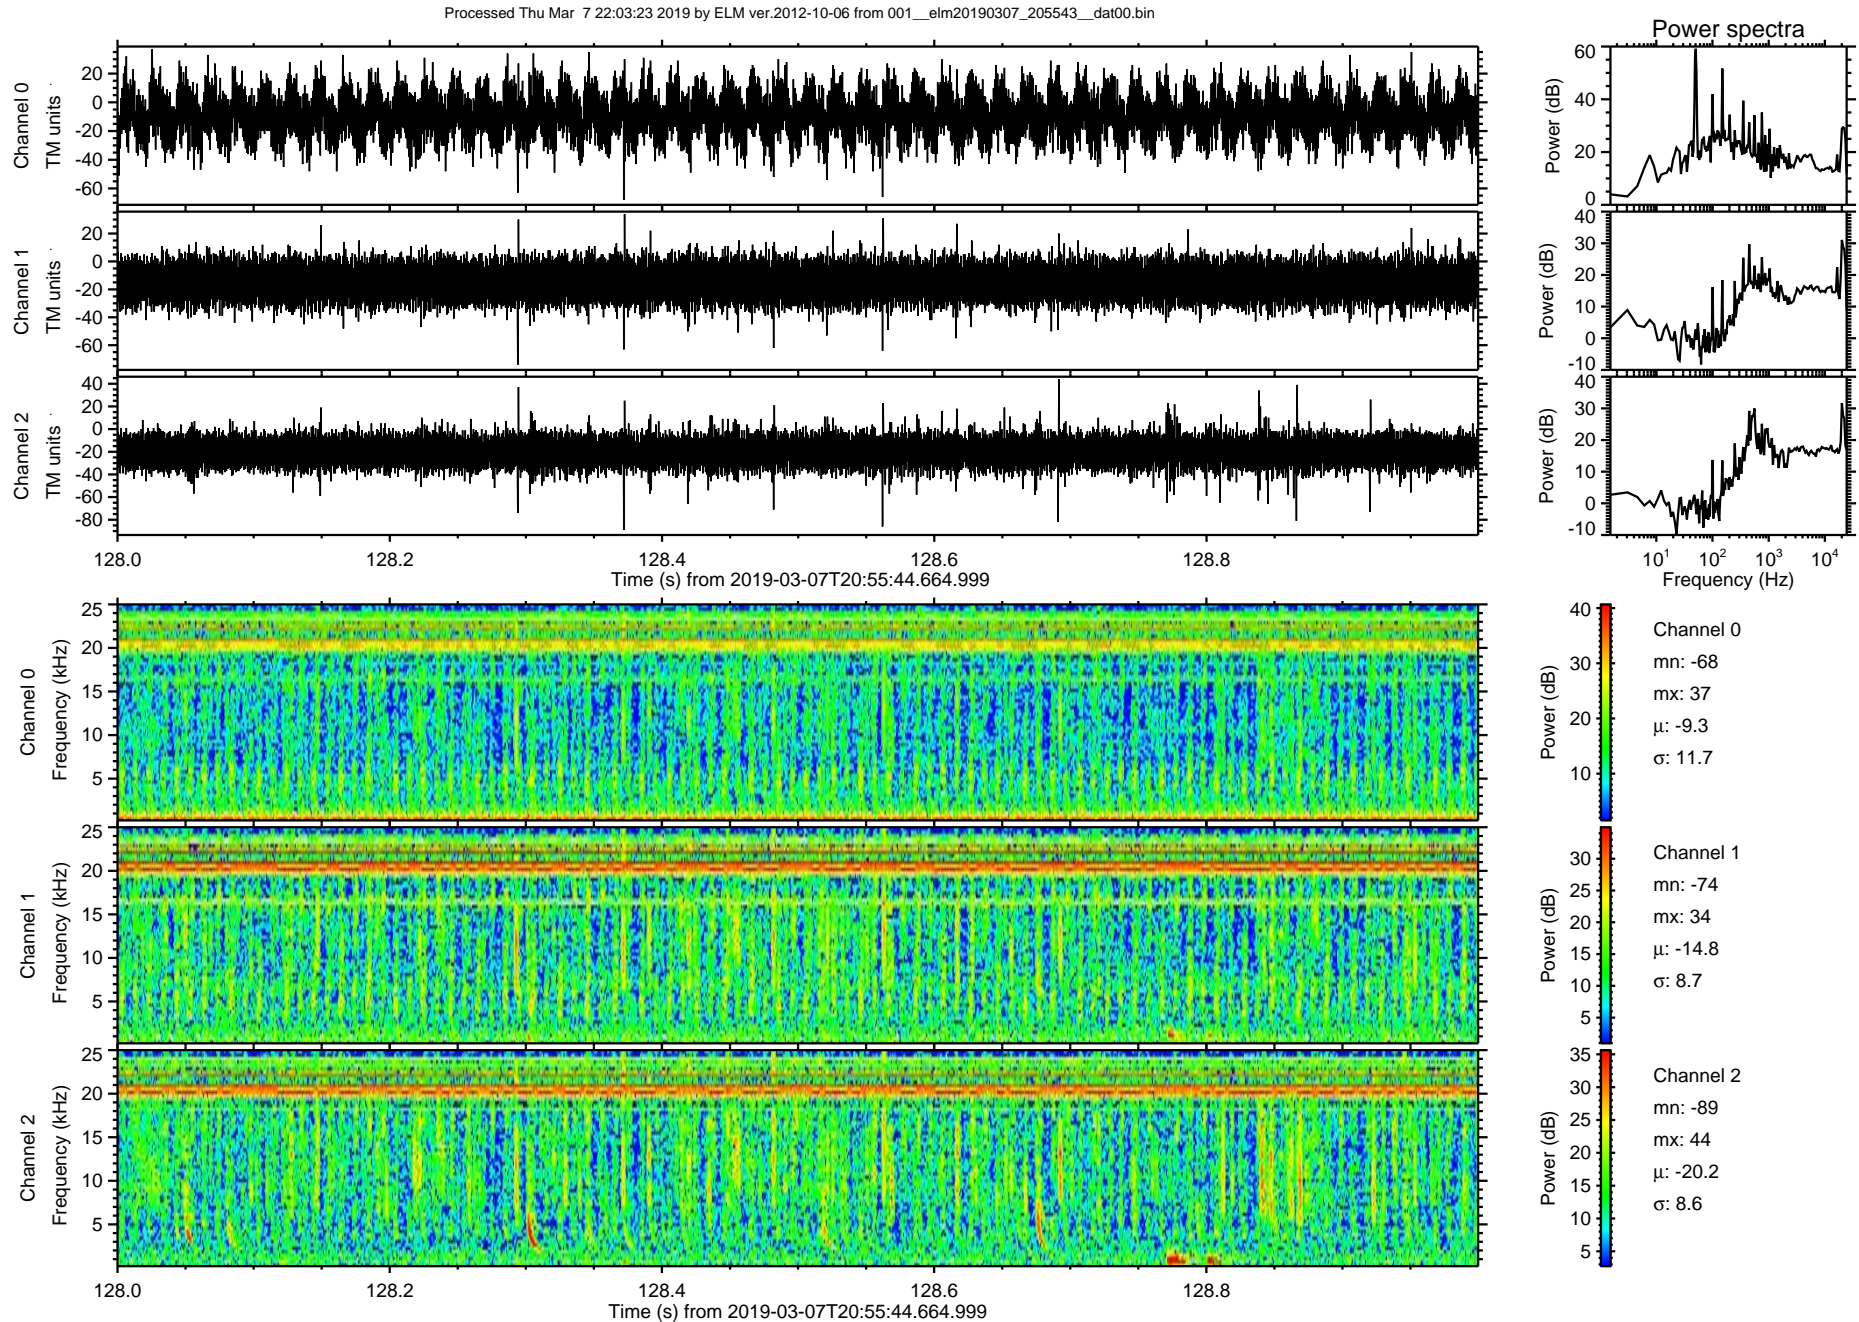 Processed Thu Mar  7 22:03:23 2019 by ELM ver.2012-10-06 from 001__elm20190307_205543__dat00.bin
Power spectra
Channel 0
TM units
20
0
-20
-40
-60
Power (dB)
60
40
20
0
Channel 1
TM units
20
0
-20
-40
-60
Power (dB)
40
30
20
10
0
-10
Channel 2
TM units
40
20
0
-20
-40
-60
-80
Power (dB)
40
30
20
10
0
-10
128.0 128.2 128.4 128.6 128.8
Time (s) from 2019-03-07T20:55:44.664.999
10^1 10^2 10^3 10^4
Frequency (Hz)
Channel 0
Frequency (kHz)
25
20
15
10
5
Power (dB)
40
30
20
10
Channel 0
mn: -68
mx: 37
μ: -9.3
σ: 11.7
Channel 1
Frequency (kHz)
25
20
15
10
5
Power (dB)
30
25
20
15
10
5
Channel 1
mn: -74
mx: 34
μ: -14.8
σ: 8.7
Channel 2
Frequency (kHz)
25
20
15
10
5
Power (dB)
35
30
25
20
15
10
5
Channel 2
mn: -89
mx: 44
μ: -20.2
σ: 8.6
128.0 128.2 128.4 128.6 128.8
Time (s) from 2019-03-07T20:55:44.664.999